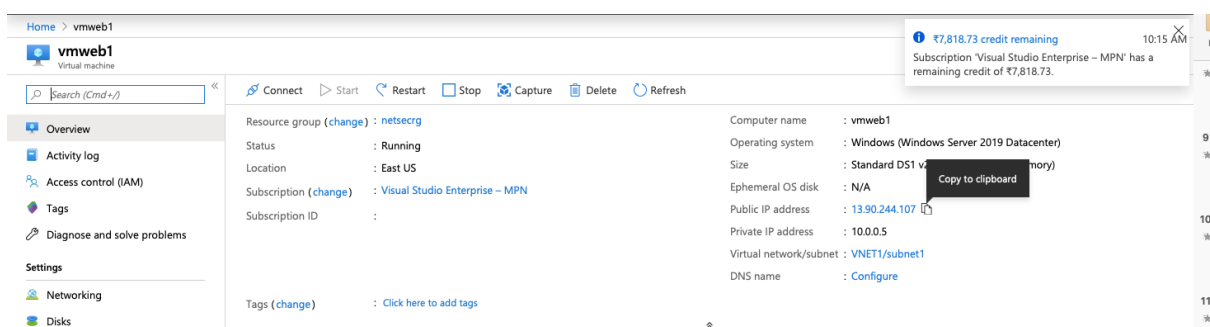 Home > vmweb1
vmweb1
Virtual machine
Search (Cmd+/)
«
Overview
Activity log
Access control (IAM)
Tags
Diagnose and solve problems
Settings
Networking
Disks
Connect Start Restart Stop Capture Delete Refresh
Resource group (change) : netsecrg
Status : Running
Location : East US
Subscription (change) : Visual Studio Enterprise – MPN
Subscription ID :
Tags (change) : Click here to add tags
Computer name : vmweb1
Operating system : Windows (Windows Server 2019 Datacenter)
Size : Standard DS1
Copy to clipboard
Ephemeral OS disk : N/A
Public IP address : 13.90.244.107
Private IP address : 10.0.0.5
Virtual network/subnet : VNET1/subnet1
DNS name : Configure
₹7,818.73 credit remaining 10:15 AM
Subscription 'Visual Studio Enterprise – MPN' has a
remaining credit of ₹7,818.73.
9
10
11